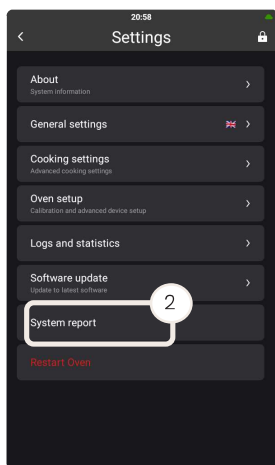 20:58
Settings
About
System information
General settings
Cooking settings
Advanced cooking settings
Oven setup
Calibration and advanced device setup
Logs and statistics
Software update
Update to latest software
2
System report
Restart Oven